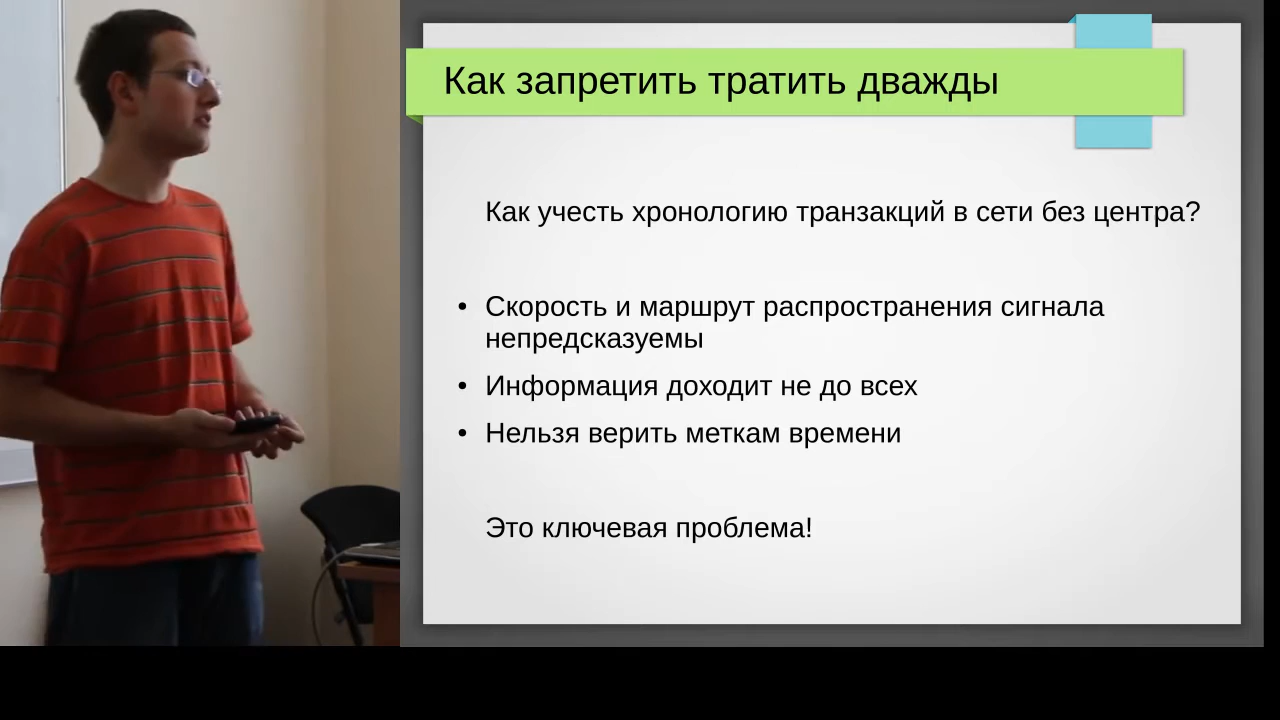 Как запретить тратить дважды
Как учесть хронологию транзакций в сети без центра?
• Скорость и маршрут распространения сигнала
непредсказуемы
• Информация доходит не до всех
• Нельзя верить меткам времени
Это ключевая проблема!